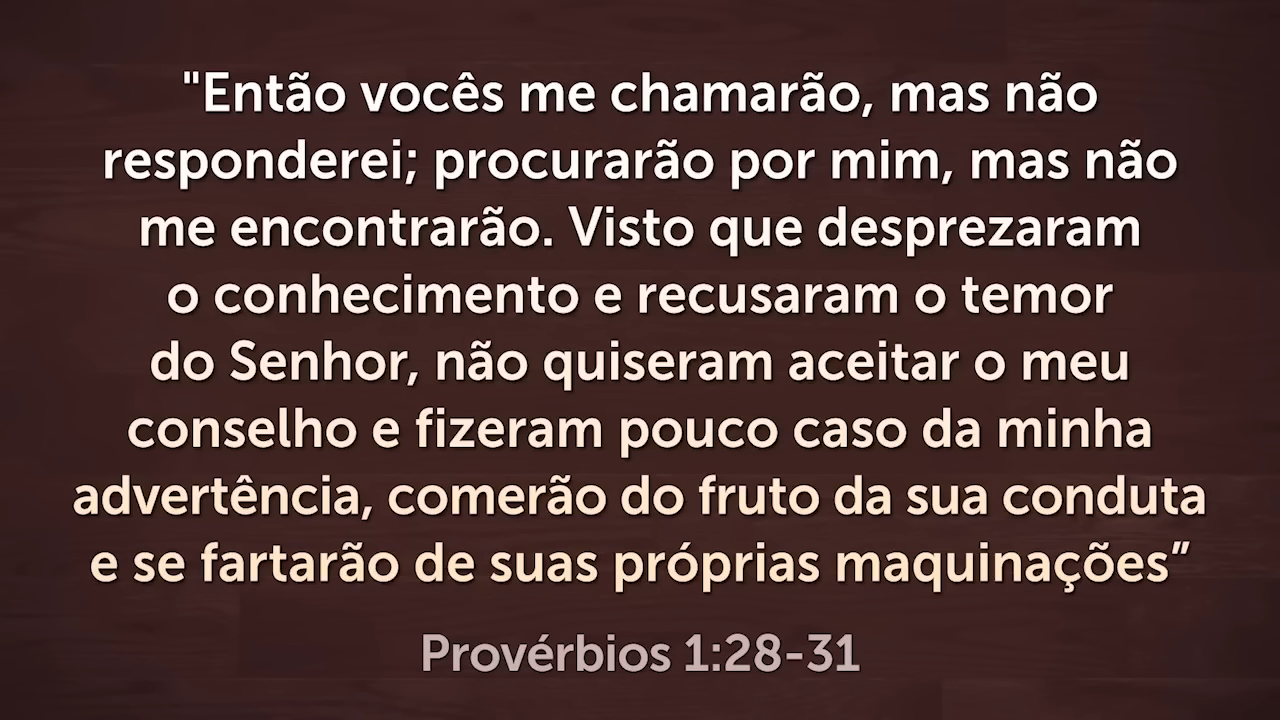 "Então vocês me chamarão, mas não
responderei; procurarão por mim, mas não
me encontrarão. Visto que desprezaram
o conhecimento e recusaram o temor
do Senhor, não quiseram aceitar o meu
conselho e fizeram pouco caso da minha
advertência, comerão do fruto da sua conduta
e se fartarão de suas próprias maquinações”
Provérbios 1:28-31